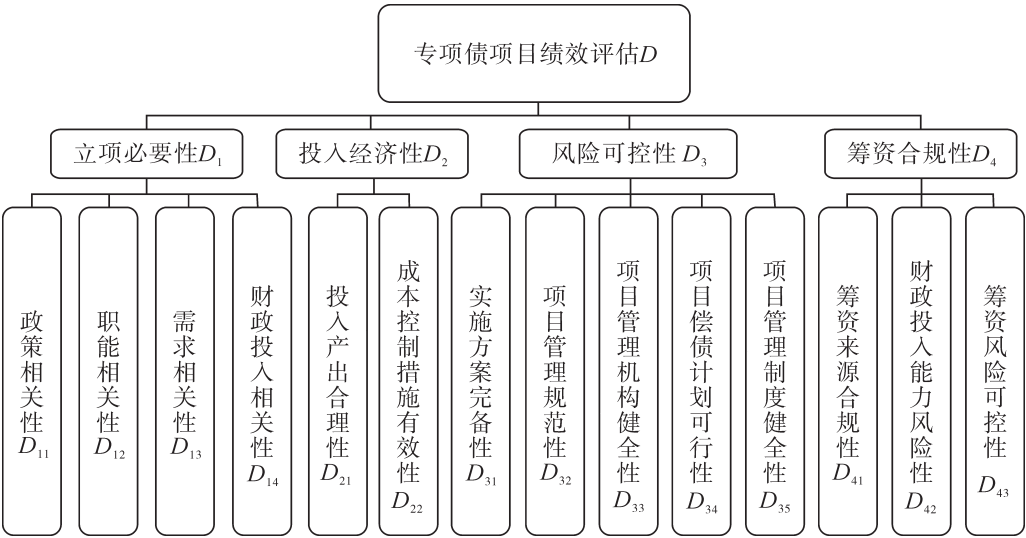 专项债项目绩效评估D
立项必要性D1
投入经济性D2
风险可控性 D3
筹资合规性D4
政策相关性D11
职能相关性D12
需求相关性D13
财政投入相关性D14
投入产出合理性D21
成本控制措施有效性D22
实施方案完备性D31
项目管理规范性D32
项目管理机构健全性D33
项目偿债计划可行性D34
项目管理制度健全性D35
筹资来源合规性D41
财政投入能力风险性D42
筹资风险可控性D43